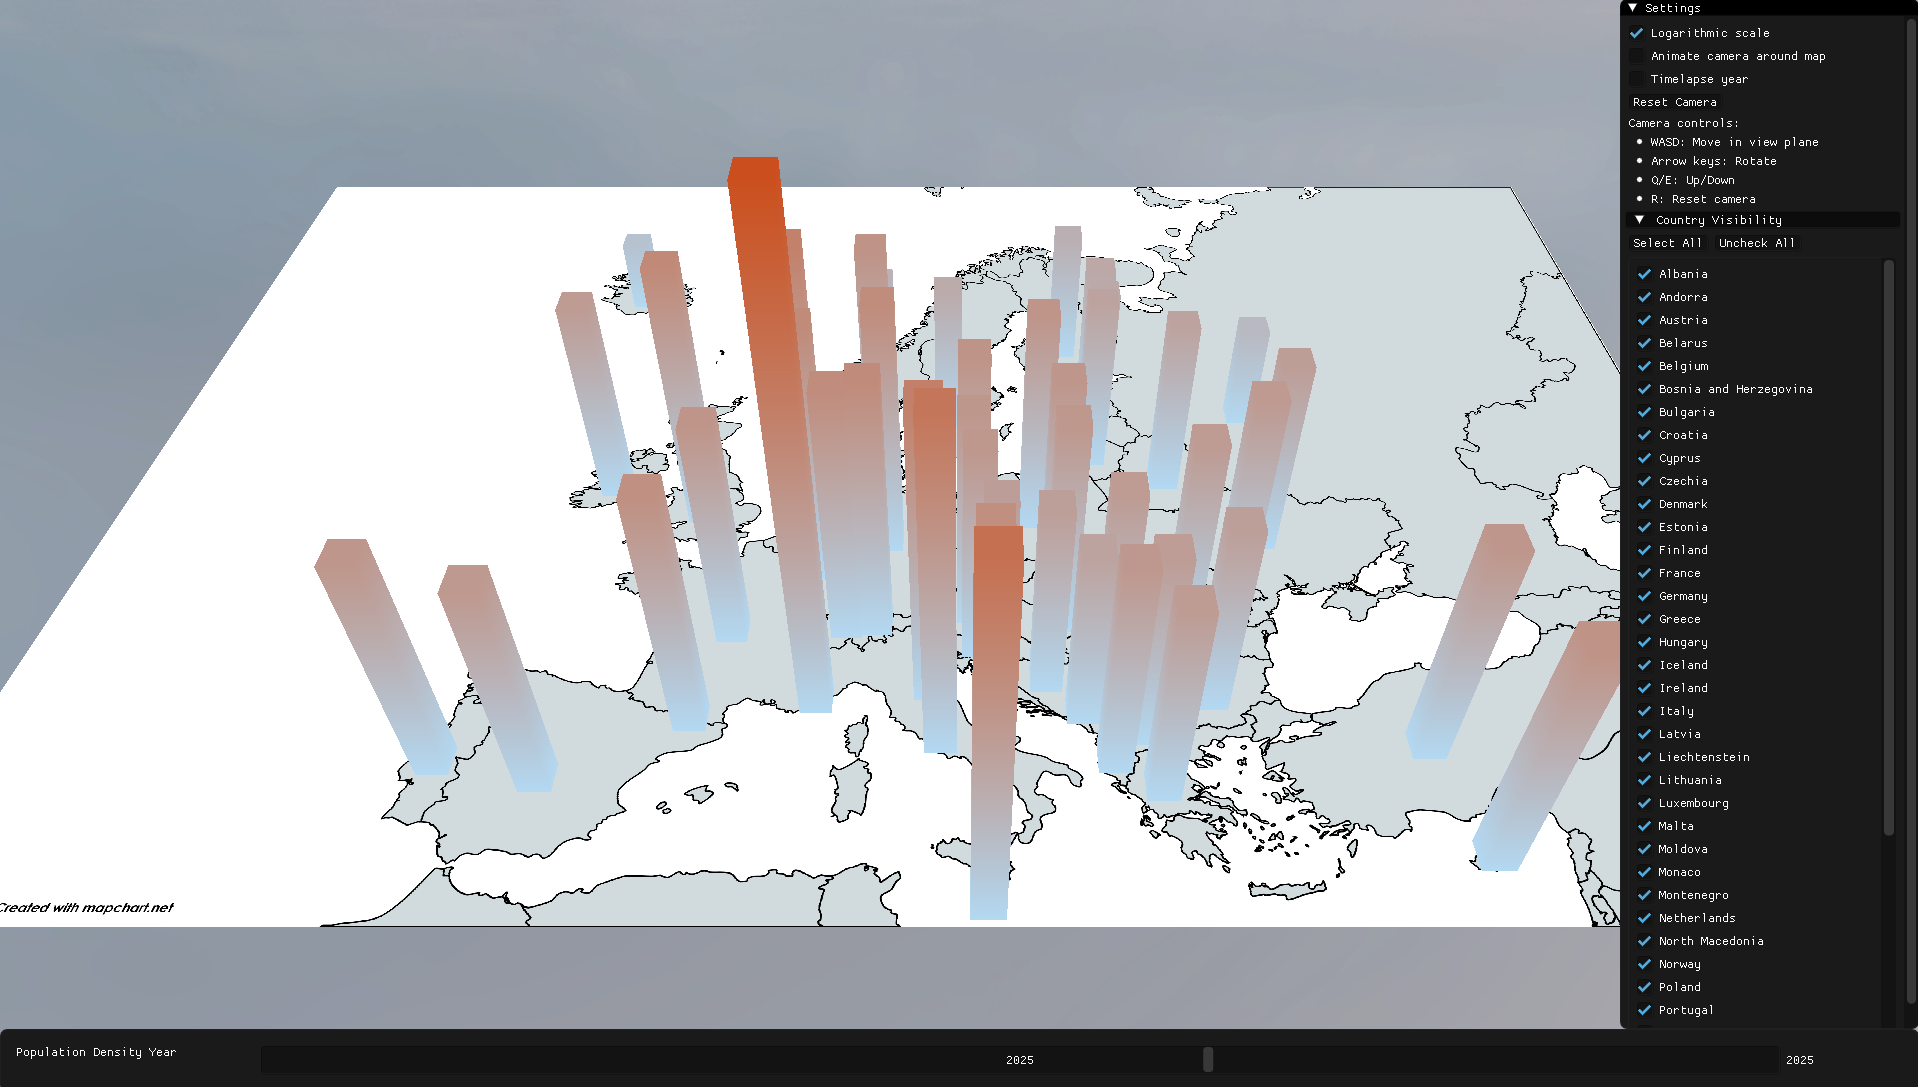 Settings
Logarithmic scale
Animate camera around map
Timelapse year
Reset Camera
Camera controls:
WASD: Move in view plane
Arrow keys: Rotate
Q/E: Up/Down
R: Reset camera
Country Visibility
Select All Uncheck All
Albania
Andorra
Austria
Belarus
Belgium
Bosnia and Herzegovina
Bulgaria
Croatia
Cyprus
Czechia
Denmark
Estonia
Finland
France
Germany
Greece
Hungary
Iceland
Ireland
Italy
Latvia
Liechtenstein
Lithuania
Luxembourg
Malta
Moldova
Monaco
Montenegro
Netherlands
North Macedonia
Norway
Poland
Portugal
Created with mapchart.net
Population Density Year 2025 2025